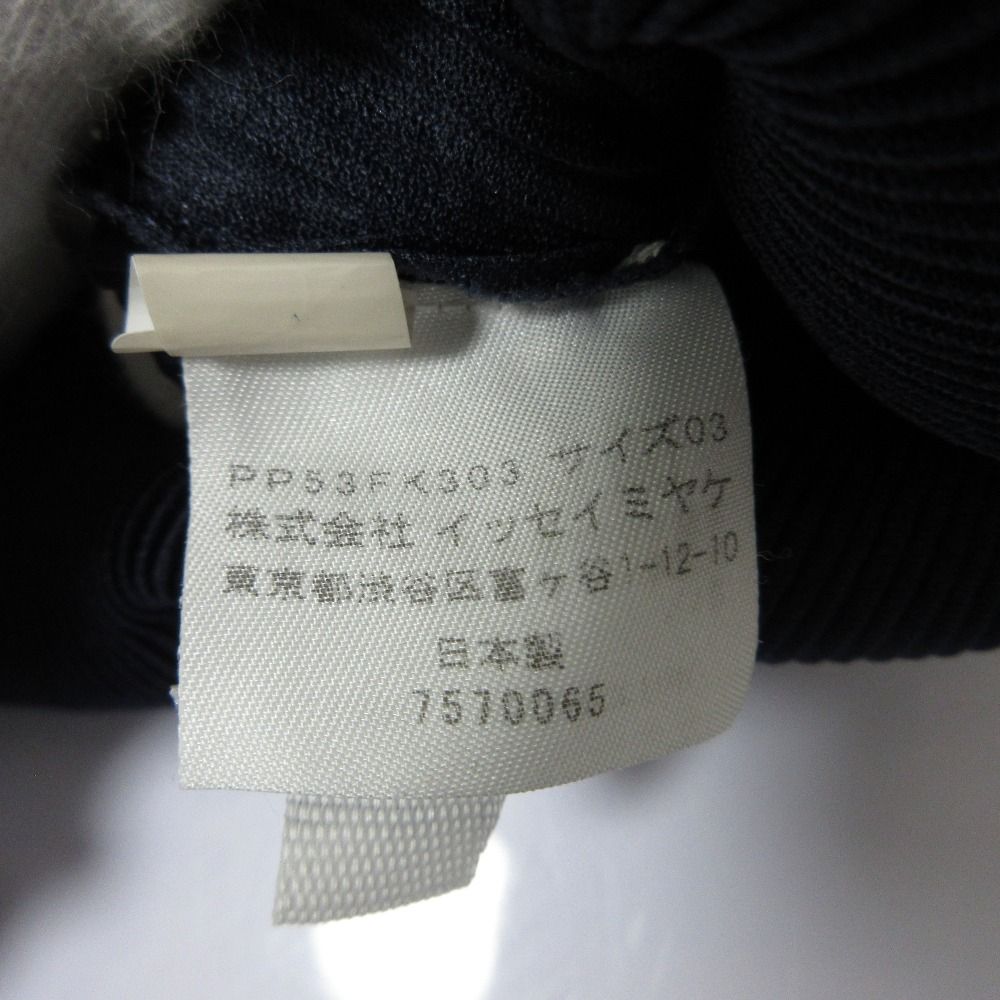 PP53FK303 サイズ03
株式会社 イッセイミヤケ
東京都渋谷区富ヶ谷1-12-10
日本製
7570065